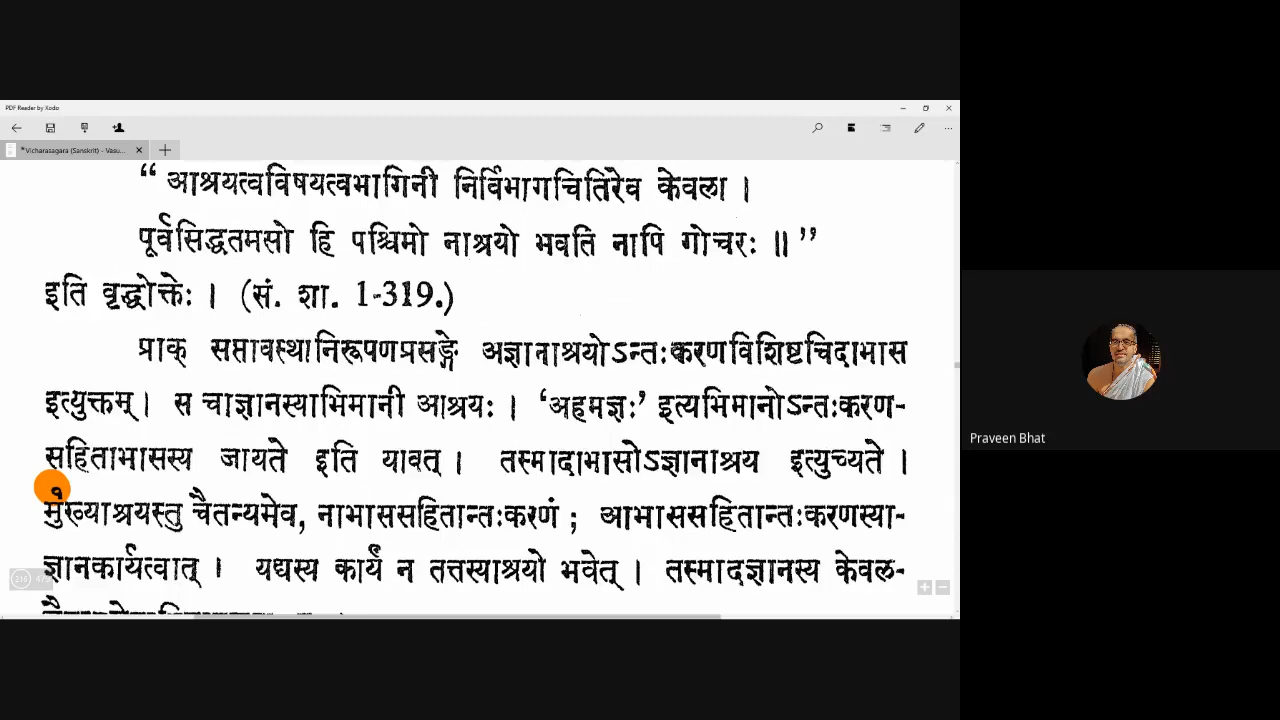 PDF Reader by Xodo
*Vicharasagara (Sanskrit) - Vasu...
“ आश्रयत्वविषयत्वभागिनी निर्विभागचितिरेव केवला ।
पूर्वसिद्धतमसो हि पश्चिमो नाश्रयो भवति नापि गोचरः ॥ ”
इति वृद्धोक्तेः । (सं. शा. 1-319.)
प्राक् सप्तावस्थानिरूपणप्रसङ्गे अज्ञानाश्रयोऽन्तःकरणविशिष्टचिदाभास
इत्युक्तम् । स चाज्ञानस्याभिमानी आश्रयः । ‘अहमज्ञः’ इत्यभिमानोऽन्तःकरण-
सहिताभासस्य जायते इति यावत् । तस्मादाभासोऽज्ञानाश्रय इत्युच्यते ।
मुख्याश्रयस्तु चैतन्यमेव, नाभाससहितान्तःकरणं ; आभाससहितान्तःकरणस्या-
ज्ञानकार्यत्वात् । यद्यस्य कार्यं न तत्तस्याश्रयो भवेत् । तस्मादज्ञानस्य केवल-
Praveen Bhat